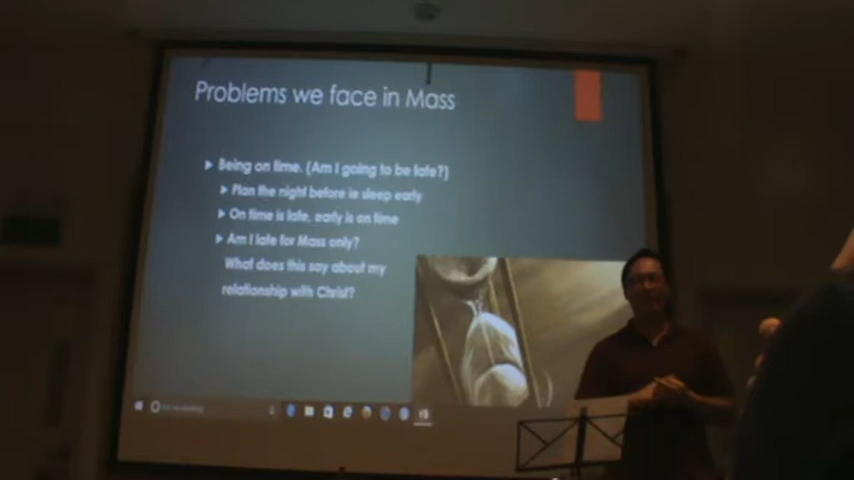 Problems we face in Mass
Being on time. (Am I going to be late?)
Plan the night before ie sleep early
On time is late, early is on time
Am I late for Mass only?
What does this say about my
relationship with Christ?